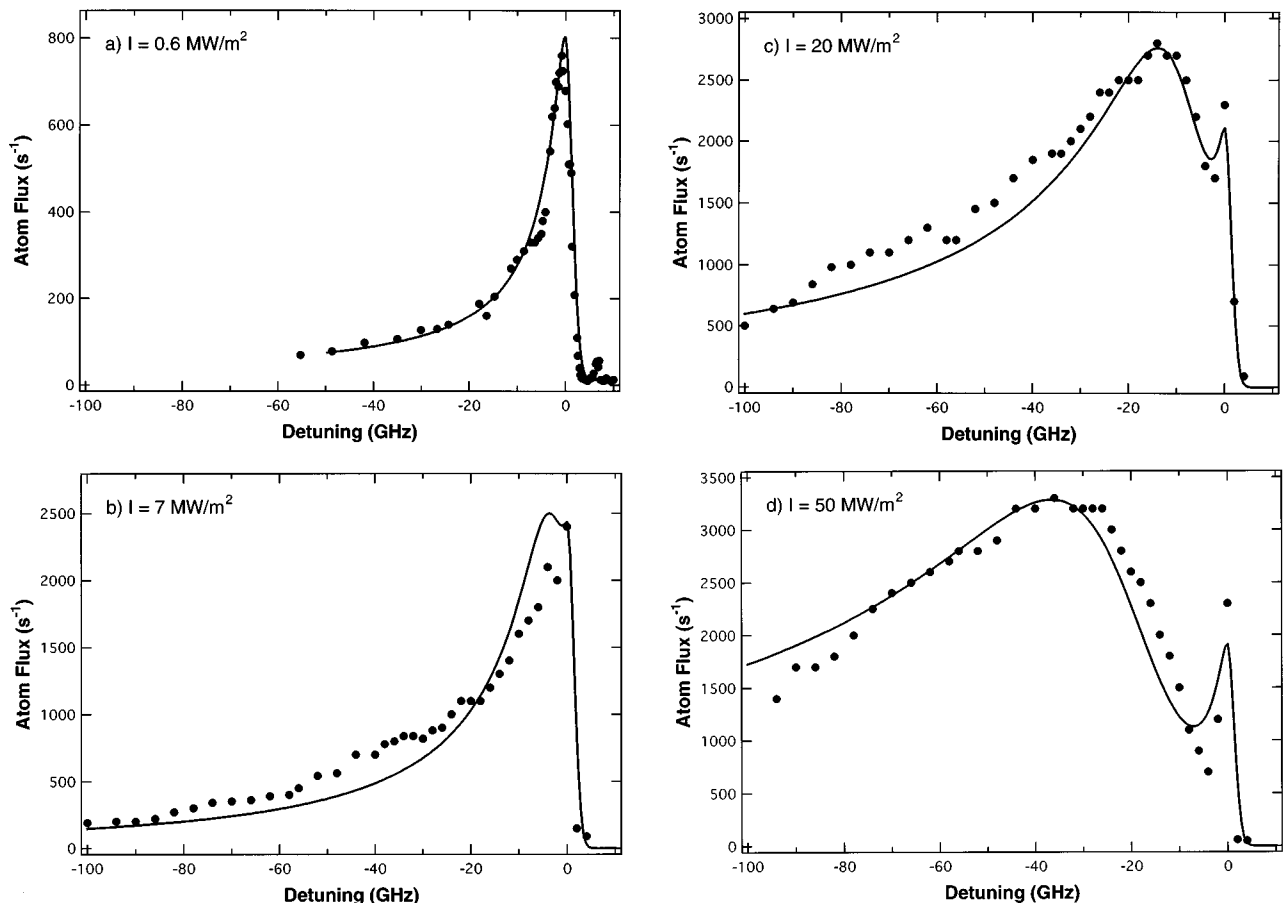 a) I = 0.6 MW/m²
Atom Flux (s⁻¹)
800
600
400
200
0
-100 -80 -60 -40 -20 0
Detuning (GHz)
c) I = 20 MW/m²
Atom Flux (s⁻¹)
3000
2500
2000
1500
1000
500
0
-100 -80 -60 -40 -20 0
Detuning (GHz)
b) I = 7 MW/m²
Atom Flux (s⁻¹)
2500
2000
1500
1000
500
0
-100 -80 -60 -40 -20 0
Detuning (GHz)
d) I = 50 MW/m²
Atom Flux (s⁻¹)
3500
3000
2500
2000
1500
1000
500
0
-100 -80 -60 -40 -20 0
Detuning (GHz)